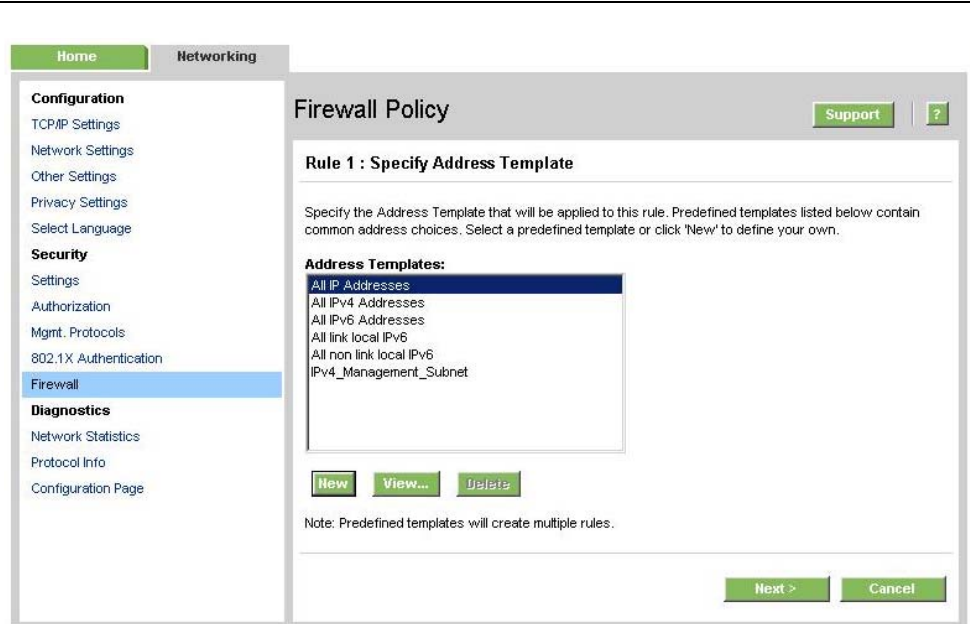 Home Networking
Configuration
TCP/IP Settings
Network Settings
Other Settings
Privacy Settings
Select Language
Security
Settings
Authorization
Mgmt. Protocols
802.1X Authentication
Firewall
Diagnostics
Network Statistics
Protocol Info
Configuration Page
Firewall Policy
Support ?
Rule 1 : Specify Address Template
Specify the Address Template that will be applied to this rule. Predefined templates listed below contain
common address choices. Select a predefined template or click 'New' to define your own.
Address Templates:
All IP Addresses
All IPv4 Addresses
All IPv6 Addresses
All link local IPv6
All non link local IPv6
IPv4_Management_Subnet
New View... Delete
Note: Predefined templates will create multiple rules.
Next > Cancel